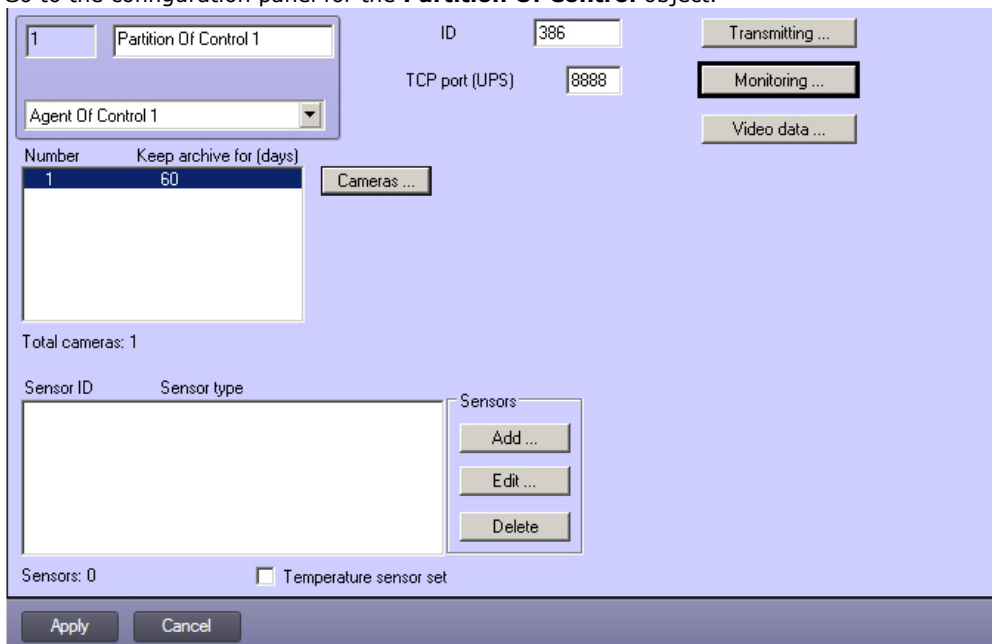 Go to the configuration panel for the Partition Of Control object.
1 Partition Of Control 1 ID 386 Transmitting ...
TCP port (UPS) 8888 Monitoring ...
Agent Of Control 1 Video data ...
Number Keep archive for (days)
1 60 Cameras ...
Total cameras: 1
Sensor ID Sensor type
Sensors
Add ...
Edit ...
Delete
Sensors: 0 Temperature sensor set
Apply Cancel